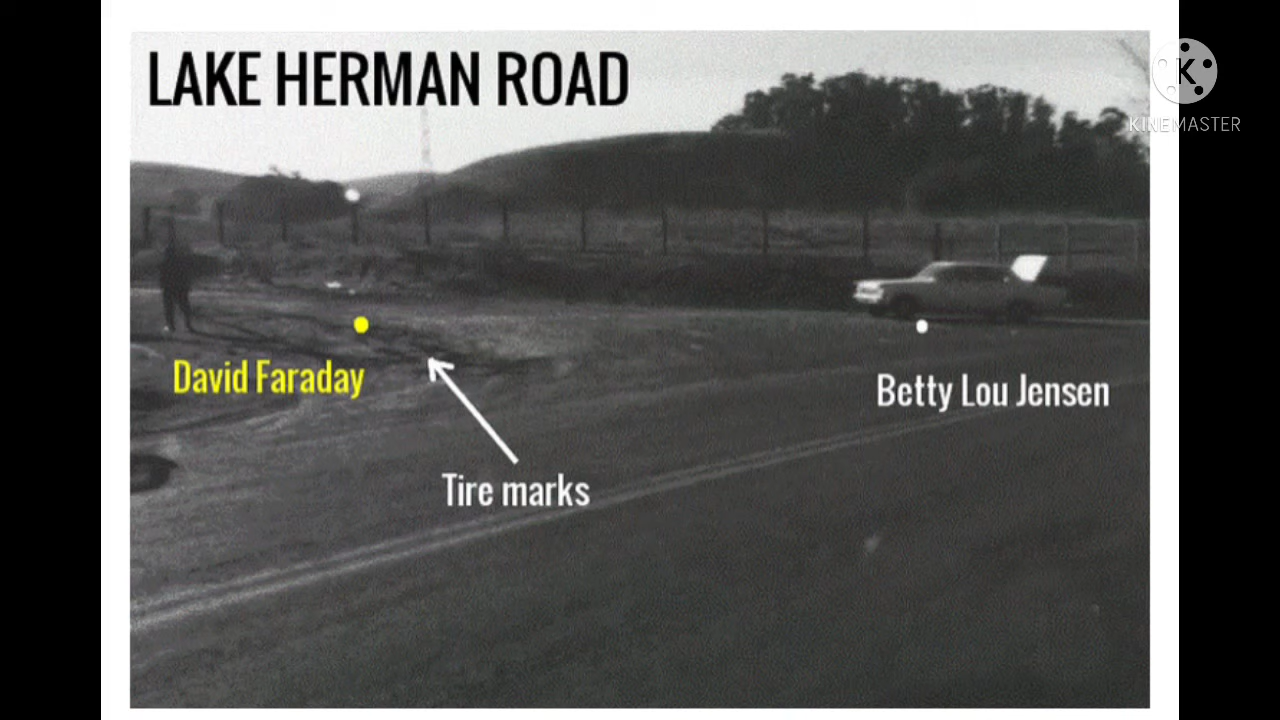 LAKE HERMAN ROAD
K
KINEMASTER
David Faraday
Betty Lou Jensen
Tire marks